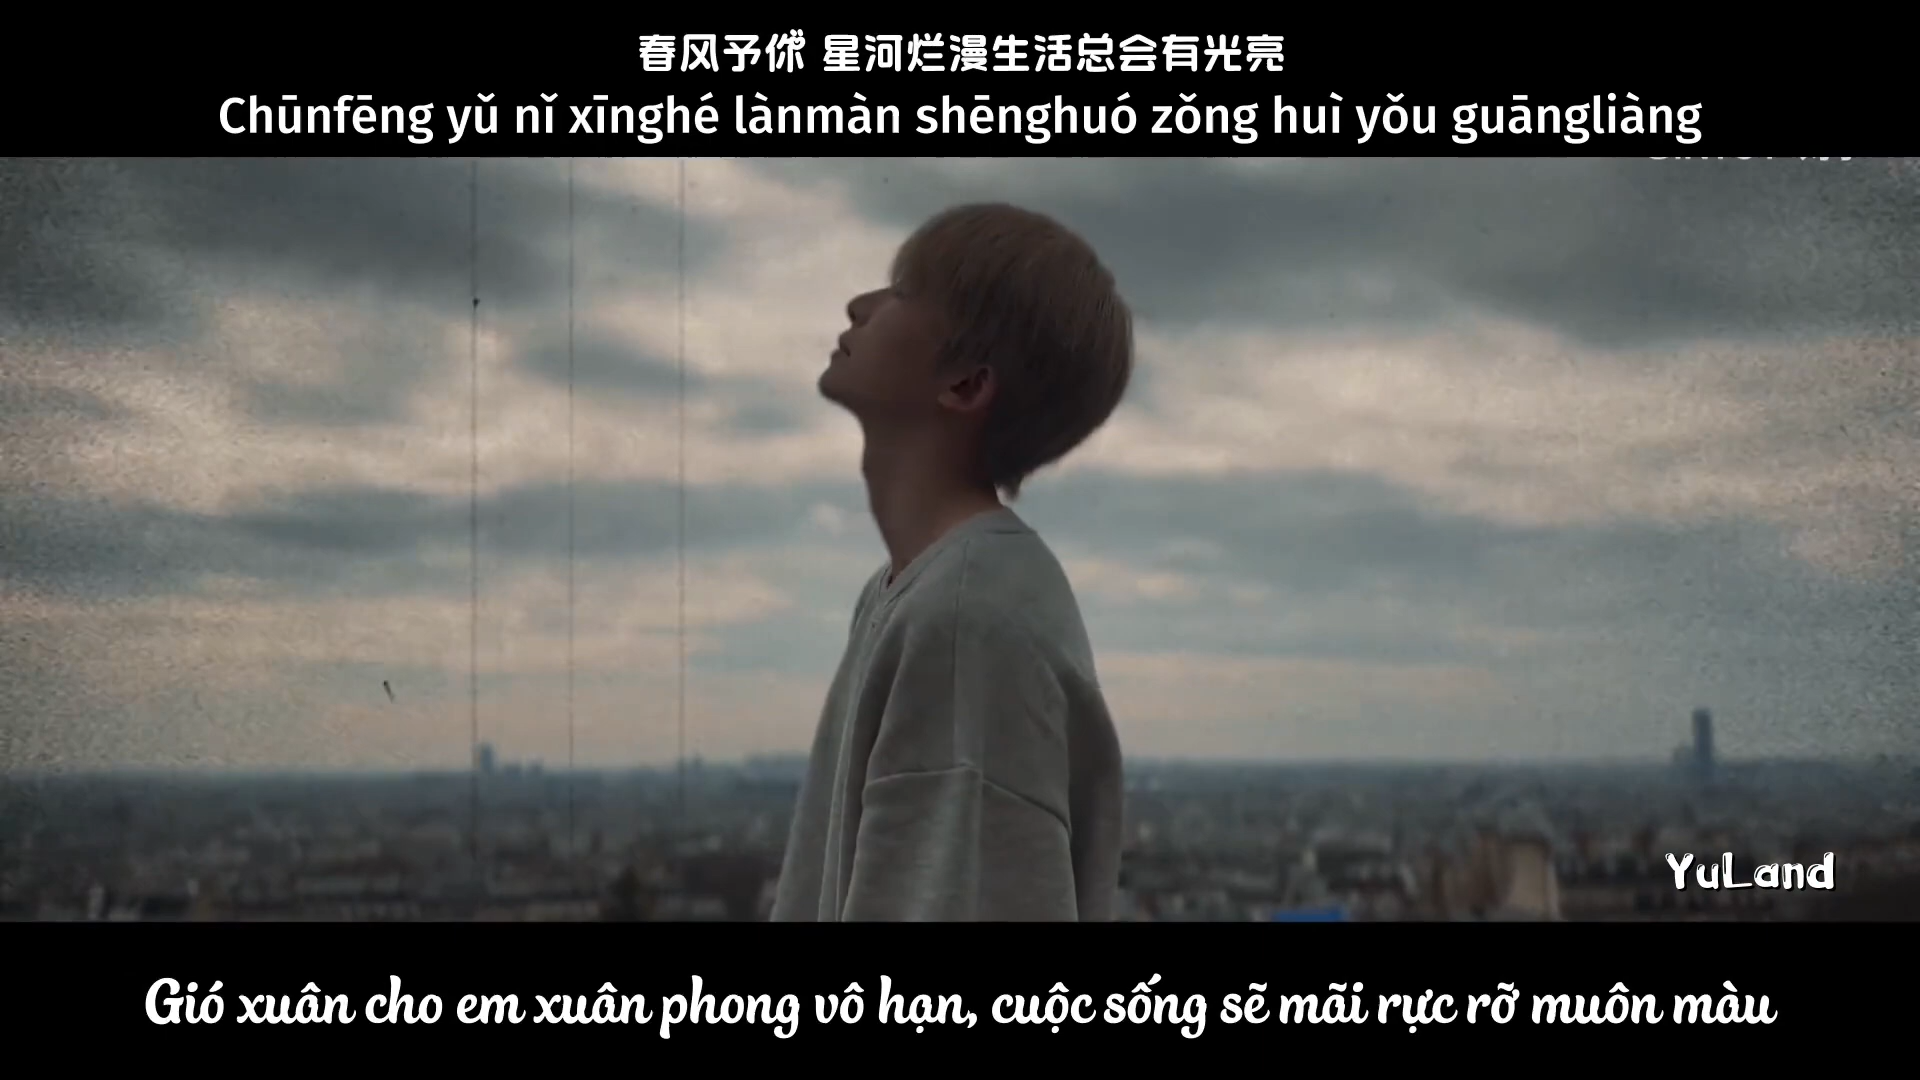 春风予你 星河烂漫生活总会有光亮
Chūnfēng yǔ nǐ xīnghé lànmàn shēnghuó zǒng huì yǒu guāngliàng
YuLand
Gió xuân cho em xuân phong vô hạn, cuộc sống sẽ mãi rực rỡ muôn màu